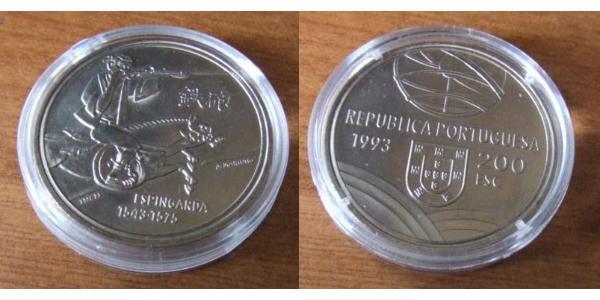 鉄砲
ESPINGARDA
1543-1575
REPUBLICA PORTUGUESA
1993
200
ESC